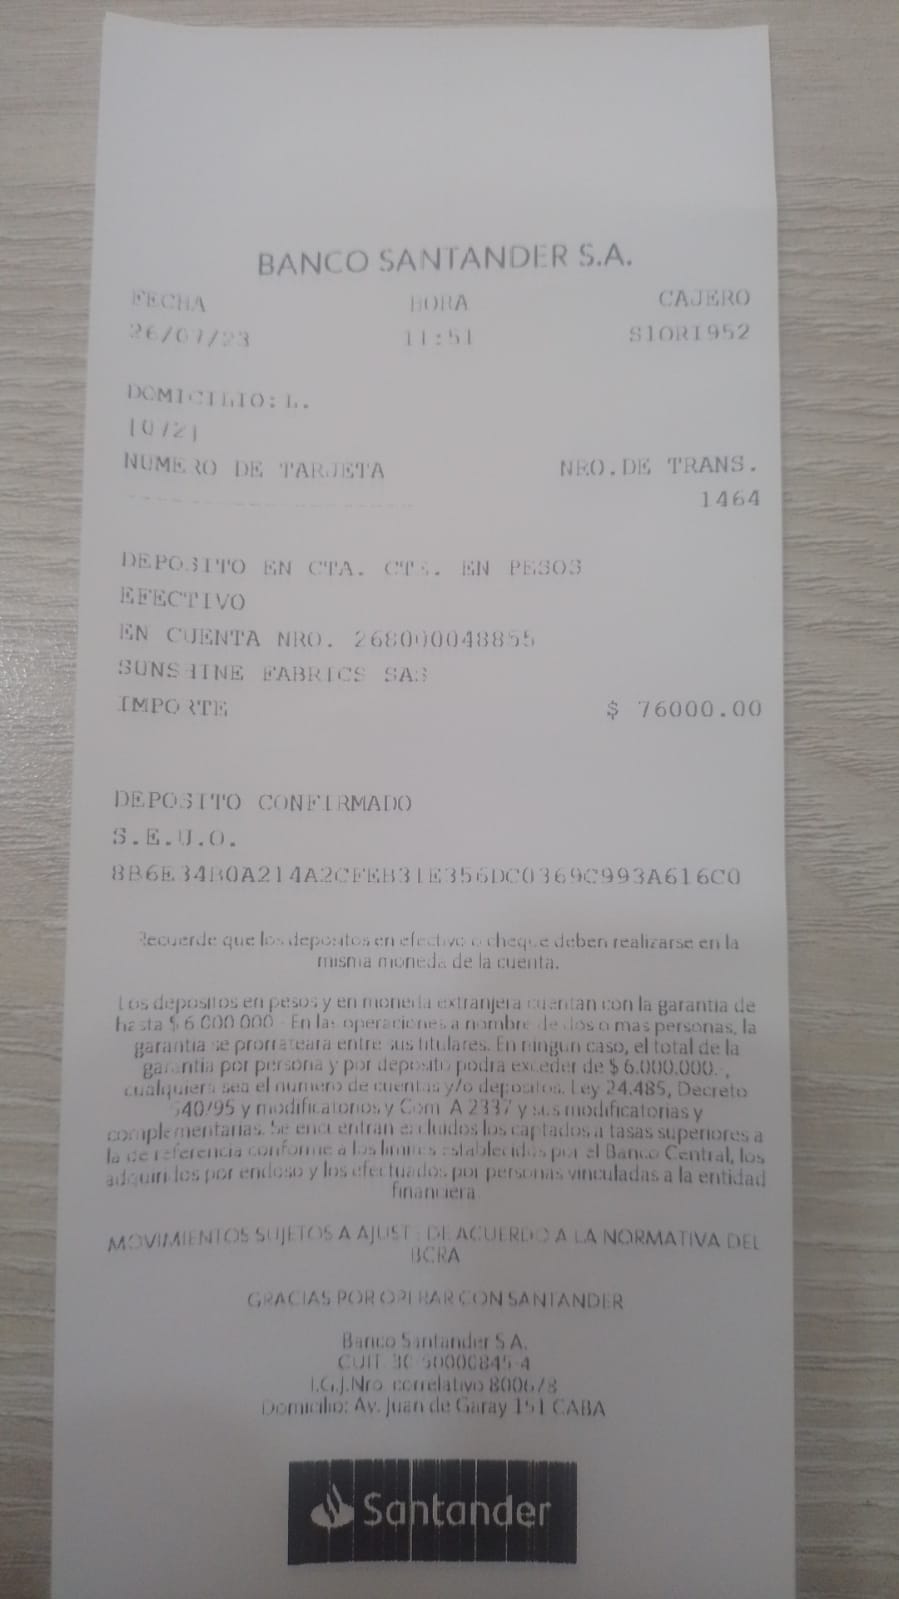 BANCO SANTANDER S.A.
FECHA HORA CAJERO
26/07/23 11:51 S1ORI952
DOMICILIO: L.
NUMERO DE TARJETA NRO.DE TRANS.
1464
DEPOSITO EN CTA. CTE. EN PESOS
EFECTIVO
EN CUENTA NRO. 268000048855
SUNSHINE FABRICS SAS
IMPORTE $ 76000.00
DEPOSITO CONFIRMADO
S.E.U.O.
8B6E34B0A214A2CFEB31E356DC0369C993A616C0
Recuerde que los depositos en efectivo o cheque deben realizarse en la
misma moneda de la cuenta.
Los depositos en pesos y en moneda extranjera cuentan con la garantia de
hasta $ 6.000.000.- En las operaciones a nombre de dos o mas personas, la
garantia se prorrateara entre sus titulares. En ningun caso, el total de la
garantia por persona y por deposito podra exceder de $ 6.000.000.-,
cualquiera sea el numero de cuentas y/o depositos. Ley 24.485, Decreto
540/95 y modificatorios y Com. A 2337 y sus modificatorias y
complementarias. Se encuentran excluidos los captados a tasas superiores a
la de referencia conforme a los limites establecidos por el Banco Central, los
adquiridos por endoso y los efectuados por personas vinculadas a la entidad
financiera
MOVIMIENTOS SUJETOS A AJUSTE DE ACUERDO A LA NORMATIVA DEL
BCRA
GRACIAS POR OPERAR CON SANTANDER
Banco Santander S.A.
CUIT 30-50000845-4
I.G.J.Nro. correlativo 800678
Domicilio: Av. Juan de Garay 151 CABA
Santander